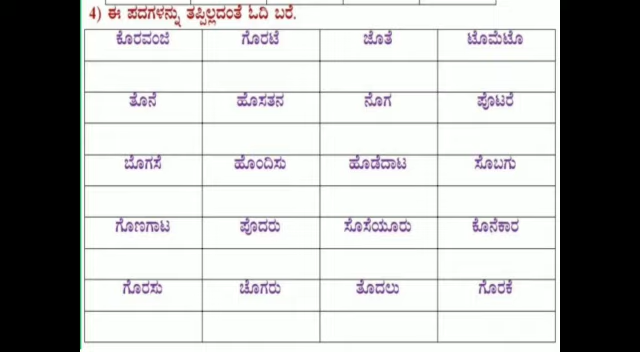 4) ಈ ಪದಗಳನ್ನು ತಪ್ಪಿಲ್ಲದಂತೆ ಓದಿ ಬರೆ.
ಕೊರವಂಜಿ ಗೊರಟೆ ಜೊತೆ ಟೊಮೆಟೊ
ತೊನೆ ಹೊಸತನ ನೊಗ ಪೊಟರೆ
ಬೊಗಸೆ ಹೊಂದಿಸು ಹೊಡೆದಾಟ ಸೊಬಗು
ಗೊಣಗಾಟ ಪೊದರು ಸೊಸೆಯೂರು ಕೊನೆಕಾರ
ಗೊರಸು ಚೊಗರು ತೊದಲು ಗೊರಕೆ